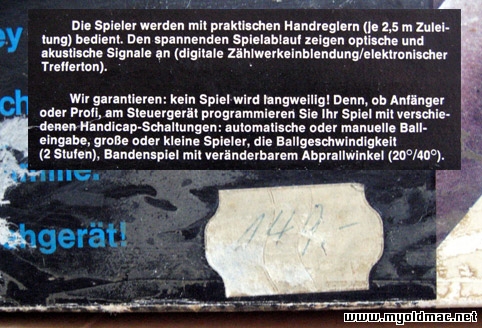 Die Spieler werden mit praktischen Handreglern (je 2,5 m Zulei-
tung) bedient. Den spannenden Spielablauf zeigen optische und
akustische Signale an (digitale Zählwerkeinblendung/elektronischer
Trefferton).
Wir garantieren: kein Spiel wird langweilig! Denn, ob Anfänger
oder Profi, am Steuergerät programmieren Sie Ihr Spiel mit verschie-
denen Handicap-Schaltungen: automatische oder manuelle Ball-
eingabe, große oder kleine Spieler, die Ballgeschwindigkeit
(2 Stufen), Bandenspiel mit veränderbarem Abprallwinkel (20°/40°).
chgerät!
149,-
www.myoldmac.net